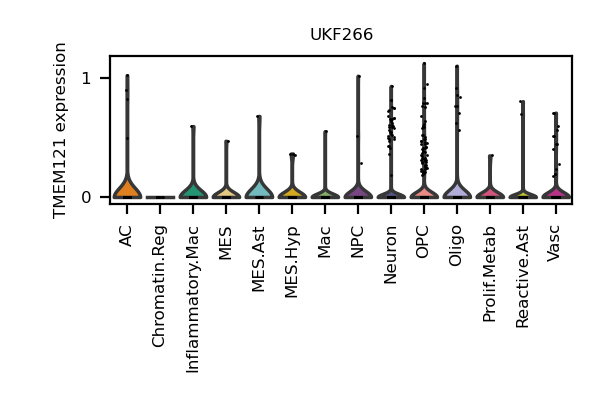 UKF266
TMEM121 expression
1
0
AC
Chromatin.Reg
Inflammatory.Mac
MES
MES.Ast
MES.Hyp
Mac
NPC
Neuron
OPC
Oligo
Prolif.Metab
Reactive.Ast
Vasc